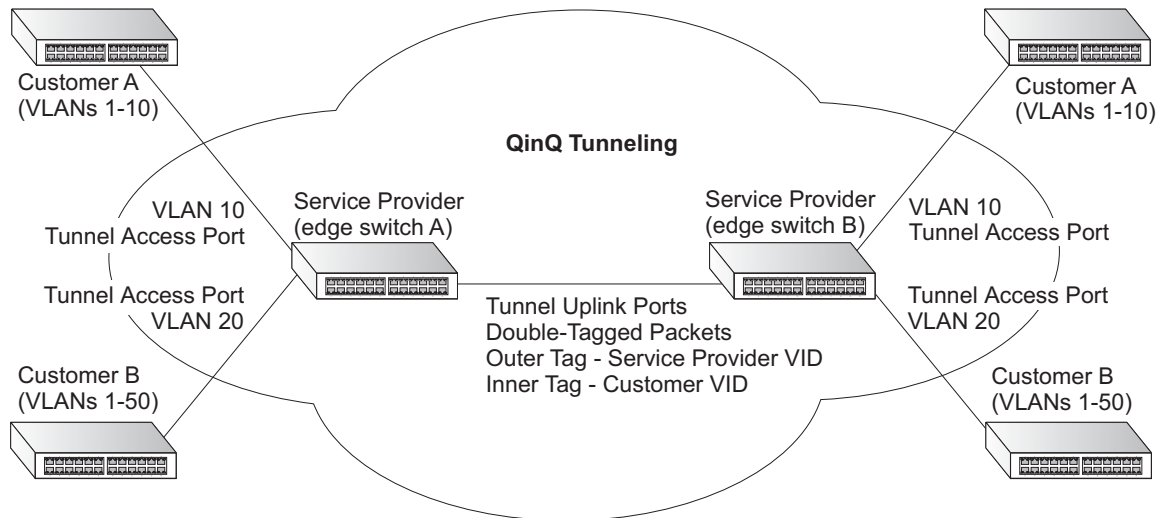 Customer A
(VLANs 1-10)
Customer A
(VLANs 1-10)
QinQ Tunneling
Service Provider
(edge switch A)
Service Provider
(edge switch B)
VLAN 10
Tunnel Access Port
VLAN 10
Tunnel Access Port
Tunnel Access Port
VLAN 20
Tunnel Uplink Ports
Double-Tagged Packets
Outer Tag - Service Provider VID
Inner Tag - Customer VID
Tunnel Access Port
VLAN 20
Customer B
(VLANs 1-50)
Customer B
(VLANs 1-50)